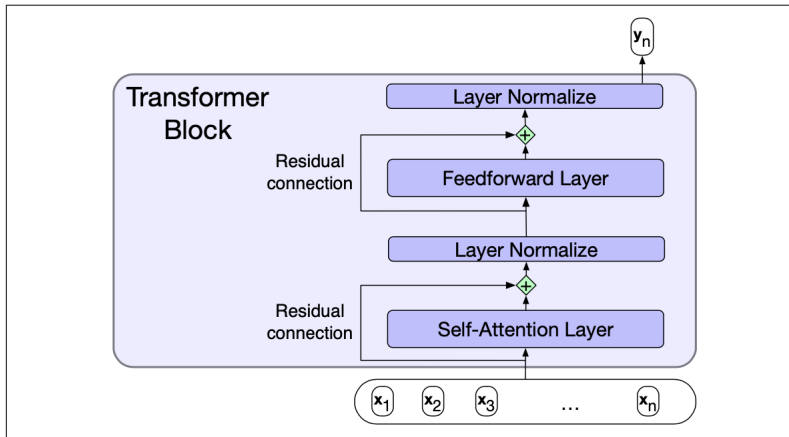 yn
Transformer
Block
Layer Normalize
+
Residual
connection
Feedforward Layer
Layer Normalize
+
Residual
connection
Self-Attention Layer
x1 x2 x3 ... xn